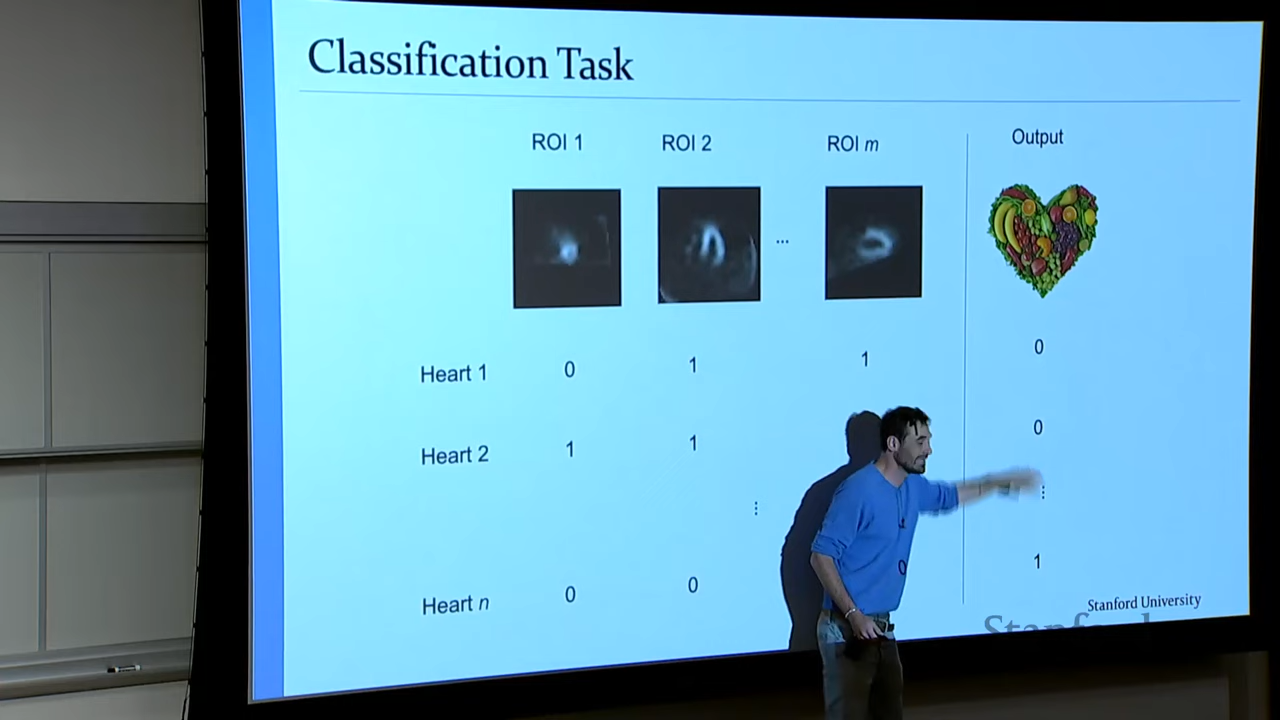 Classification Task
ROI 1 ROI 2 ROI m Output
...
Heart 1 0 1 1 0
Heart 2 1 1 0
⋮ ⋮
Heart n 0 0 0 1
Stanford University
Stanford